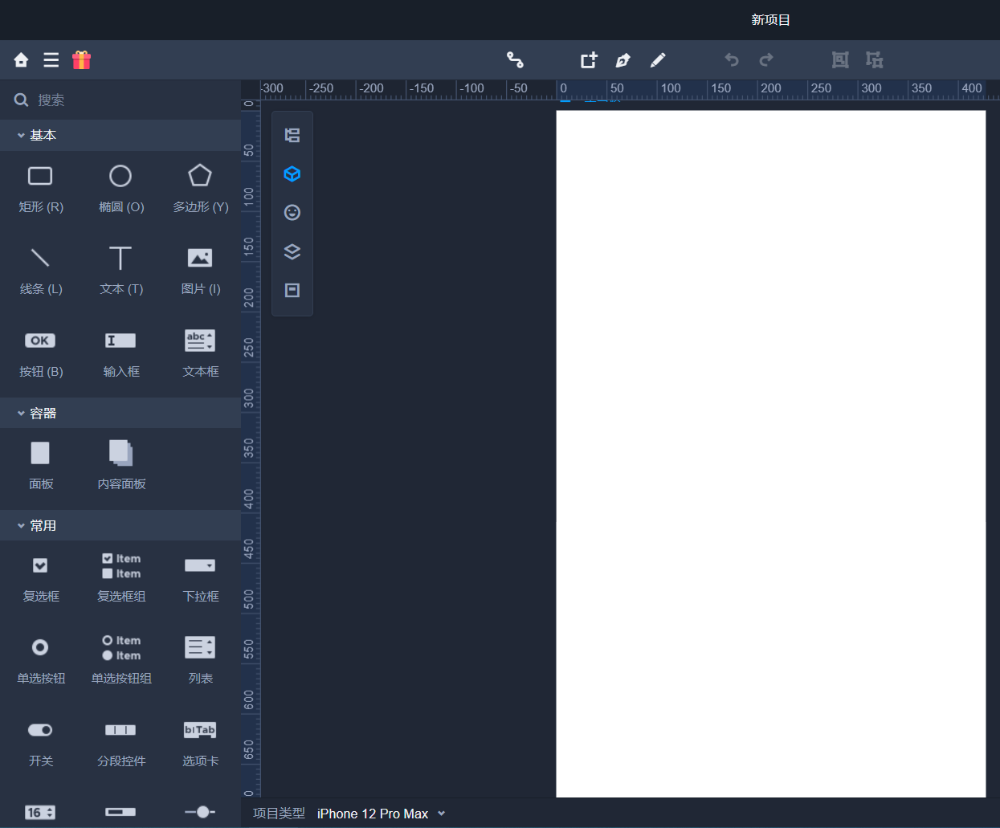 新项目
-300 -250 -200 -150 -100 -50 0 50 100 150 200 250 300 350 400
搜索
基本
矩形 (R) 椭圆 (O) 多边形 (Y)
线条 (L) 文本 (T) 图片 (I)
OK I abc
按钮 (B) 输入框 文本框
容器
面板 内容面板
常用
Item
Item
复选框 复选框组 下拉框
Item
Item
单选按钮 单选按钮组 列表
Tab
开关 分段控件 选项卡
16
0
50
100
150
200
250
300
350
400
450
500
550
600
650
0
项目类型 iPhone 12 Pro Max